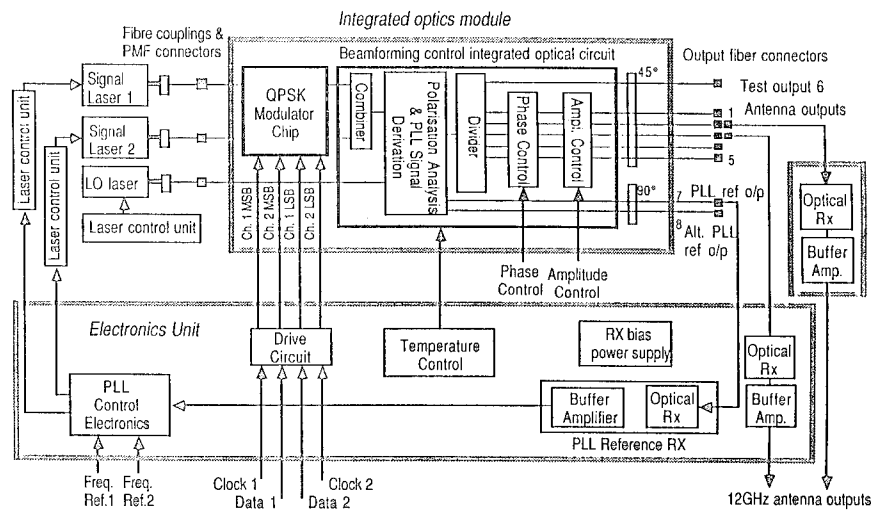 Integrated optics module
Fibre couplings &
PMF connectors
Beamforming control integrated optical circuit
Output fiber connectors
Laser control unit
Laser control unit
Signal
Laser 1
Signal
Laser 2
LO laser
Laser control unit
QPSK
Modulator
Chip
Combiner
Polarisation Analysis
& PLL Signal
Derivation
Divider
Phase Control
Ampl. Control
45°
90°
Test output 6
1
Antenna outputs
5
7
PLL ref o/p
8
Alt. PLL
ref o/p
Ch. 1 MSB
Ch. 2 MSB
Ch. 1 LSB
Ch. 2 LSB
Phase
Control
Amplitude
Control
Optical
Rx
Buffer
Amp.
Electronics Unit
Drive
Circuit
Temperature
Control
RX bias
power supply
Optical
Rx
Buffer
Amp.
PLL
Control
Electronics
Buffer
Amplifier
Optical
Rx
PLL Reference RX
Freq.
Ref.1
Freq.
Ref.2
Clock 1
Data 1
Clock 2
Data 2
12GHz antenna outputs